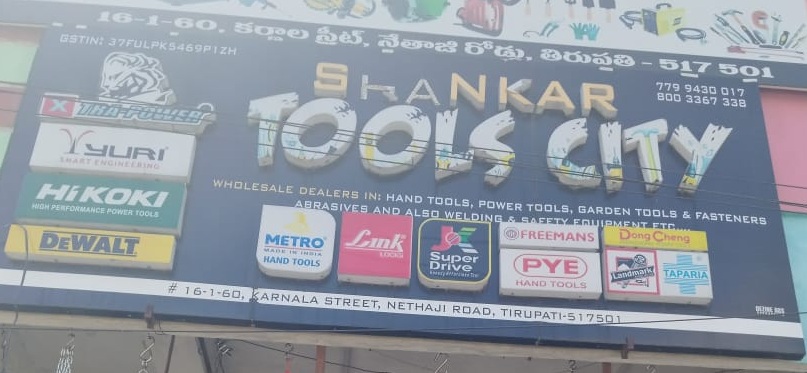 16-1-60, కర్నాల స్ట్రీట్, నేతాజి రోడ్డు, తిరుపతి - 517 501
GSTIN: 37FULPK5469P1ZH
779 9430 017
800 3367 338
SHANKAR
TOOLS CITY
XTRA POWER
YURI
SMART ENGINEERING
HiKOKI
HIGH PERFORMANCE POWER TOOLS
DEWALT
WHOLESALE DEALERS IN: HAND TOOLS, POWER TOOLS, GARDEN TOOLS & FASTENERS
ABRASIVES AND ALSO WELDING & SAFETY EQUIPMENT ETC....
METRO
MADE IN INDIA
HAND TOOLS
Link
LOCKS
JK
Super
Drive
FREEMANS
PYE
HAND TOOLS
Dong Cheng
Landmark
TAPARIA
# 16-1-60, KARNALA STREET, NETHAJI ROAD, TIRUPATI-517501